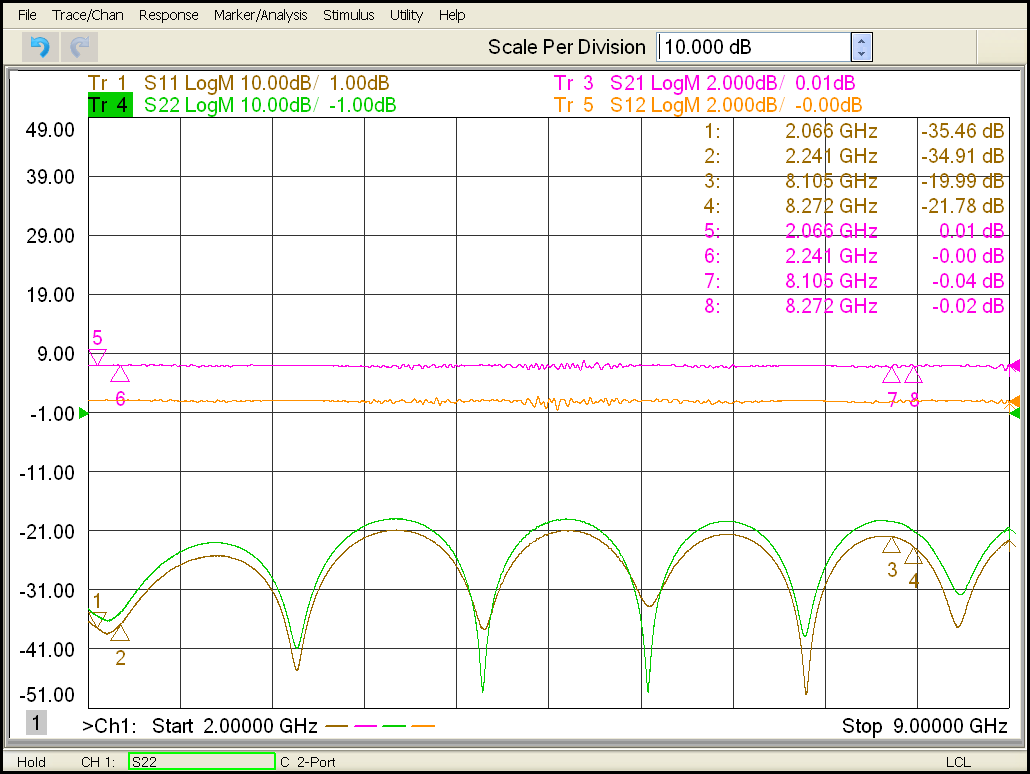 File Trace/Chan Response Marker/Analysis Stimulus Utility Help
Scale Per Division 10.000 dB
Tr 1 S11 LogM 10.00dB/ 1.00dB Tr 3 S21 LogM 2.000dB/ 0.01dB
Tr 4 S22 LogM 10.00dB/ -1.00dB Tr 5 S12 LogM 2.000dB/ -0.00dB
49.00
1: 2.066 GHz -35.46 dB
2: 2.241 GHz -34.91 dB
39.00
3: 8.105 GHz -19.99 dB
4: 8.272 GHz -21.78 dB
29.00
5: 2.066 GHz 0.01 dB
6: 2.241 GHz -0.00 dB
7: 8.105 GHz -0.04 dB
19.00
8: 8.272 GHz -0.02 dB
5
9.00
6 7 8
-1.00
-11.00
-21.00
3 4
-31.00
1
2
-41.00
-51.00
1 >Ch1: Start 2.00000 GHz Stop 9.00000 GHz
Hold CH 1: S22 C 2-Port LCL